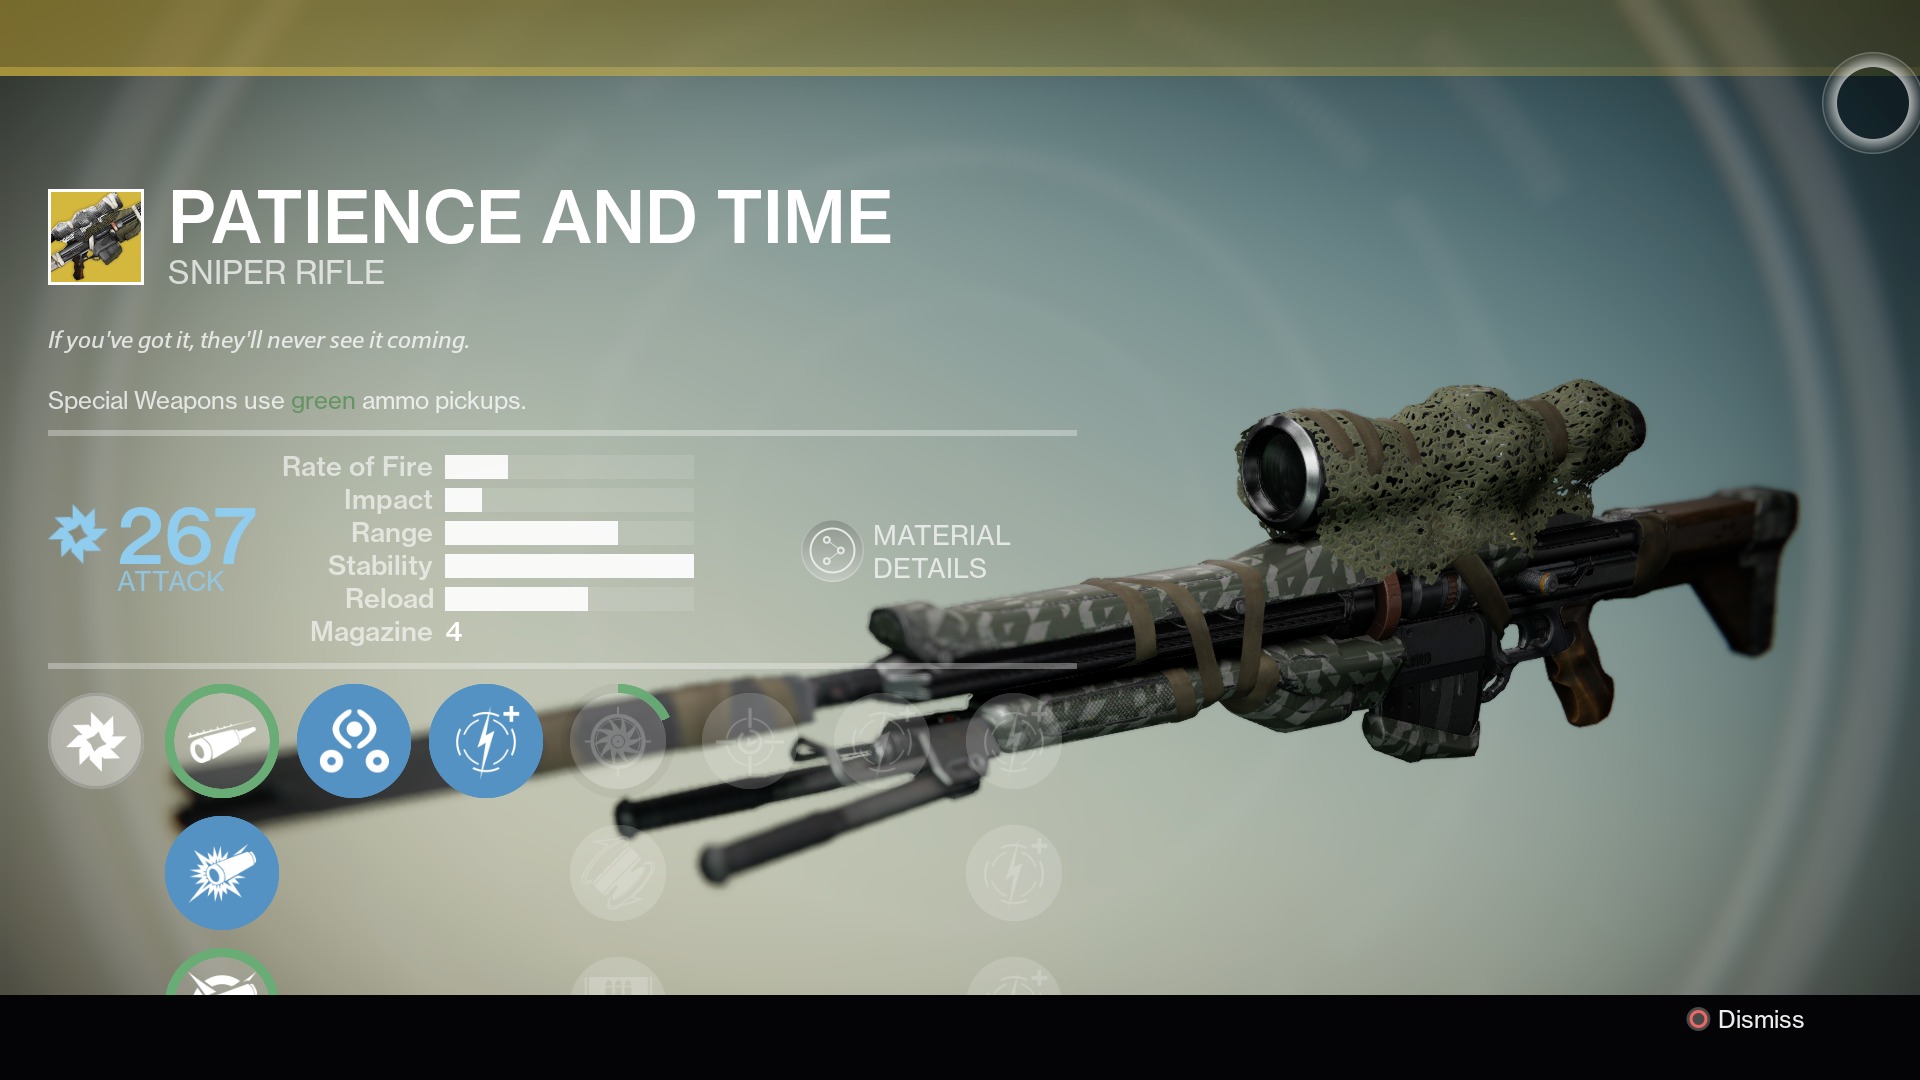 PATIENCE AND TIME
SNIPER RIFLE
If you've got it, they'll never see it coming.
Special Weapons use green ammo pickups.
267
ATTACK
Rate of Fire
Impact
Range
Stability
Reload
Magazine 4
MATERIAL
DETAILS
Dismiss